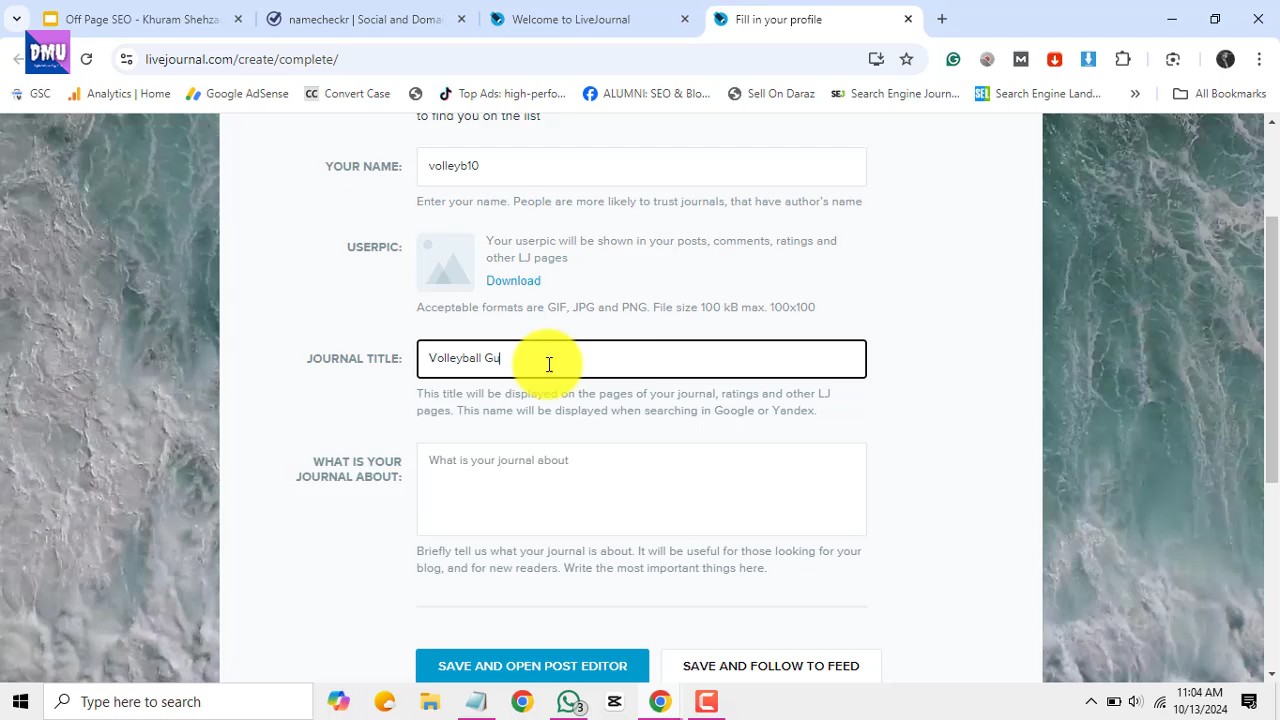 Off Page SEO - Khuram Shehza
namecheckr | Social and Doma
Welcome to LiveJournal
Fill in your profile
DMU
livejournal.com/create/complete/
GSC
Analytics | Home
Google AdSense
CC Convert Case
Top Ads: high-perfo...
ALUMNI: SEO & Blo...
Sell On Daraz
SEJ Search Engine Journ...
SEL Search Engine Land...
All Bookmarks
to find you on the list
YOUR NAME:
volleyb10
Enter your name. People are more likely to trust journals, that have author's name
USERPIC:
Your userpic will be shown in your posts, comments, ratings and
other LJ pages
Download
Acceptable formats are GIF, JPG and PNG. File size 100 kB max. 100x100
JOURNAL TITLE:
Volleyball Gu
This title will be displayed on the pages of your journal, ratings and other LJ
pages. This name will be displayed when searching in Google or Yandex.
WHAT IS YOUR
JOURNAL ABOUT:
What is your journal about
Briefly tell us what your journal is about. It will be useful for those looking for your
blog, and for new readers. Write the most important things here.
SAVE AND OPEN POST EDITOR
SAVE AND FOLLOW TO FEED
Type here to search
3
11:04 AM
10/13/2024